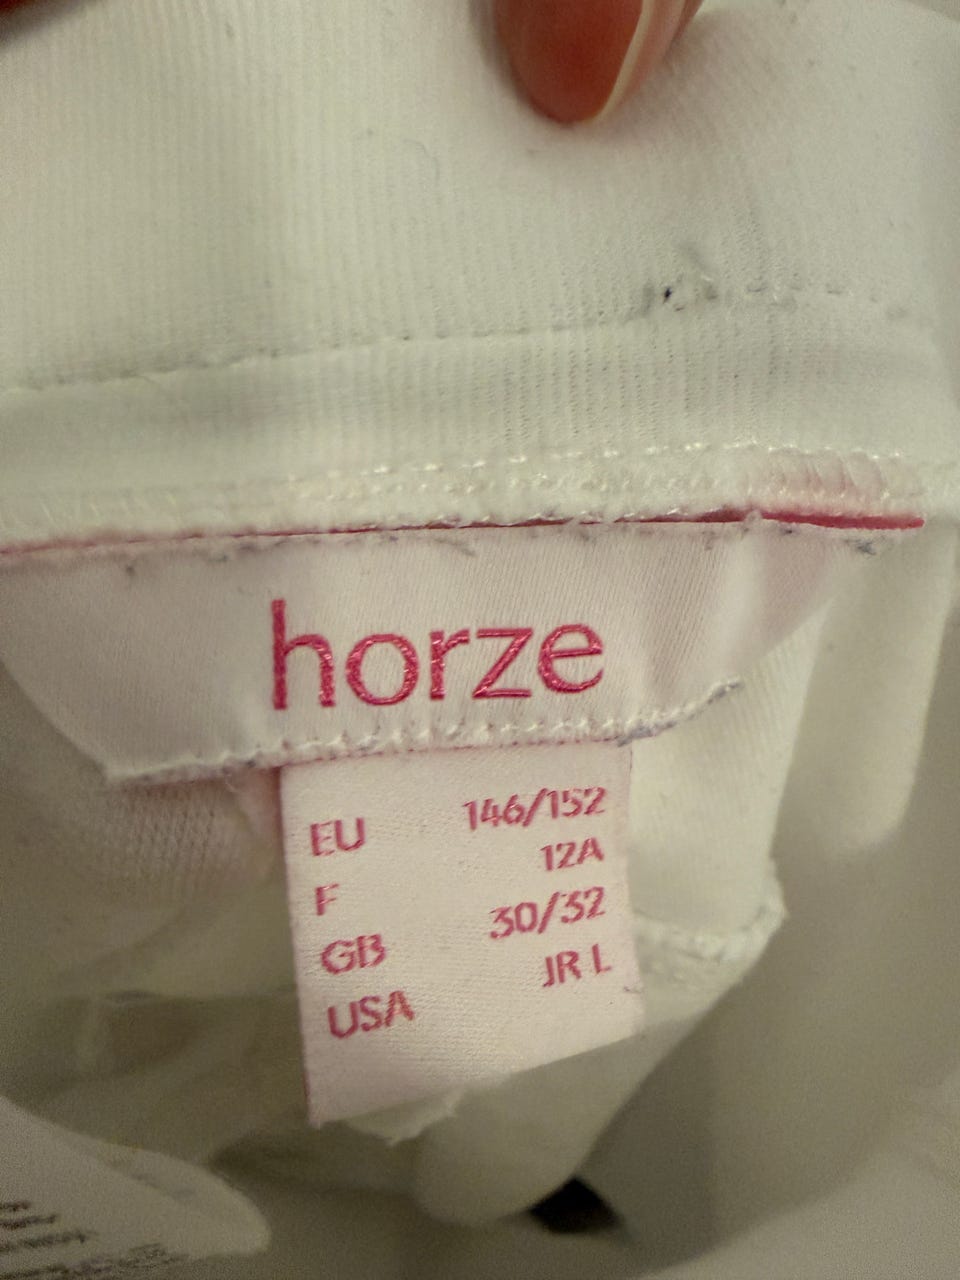 horze
EU 146/152
F 12A
GB 30/32
USA JR L